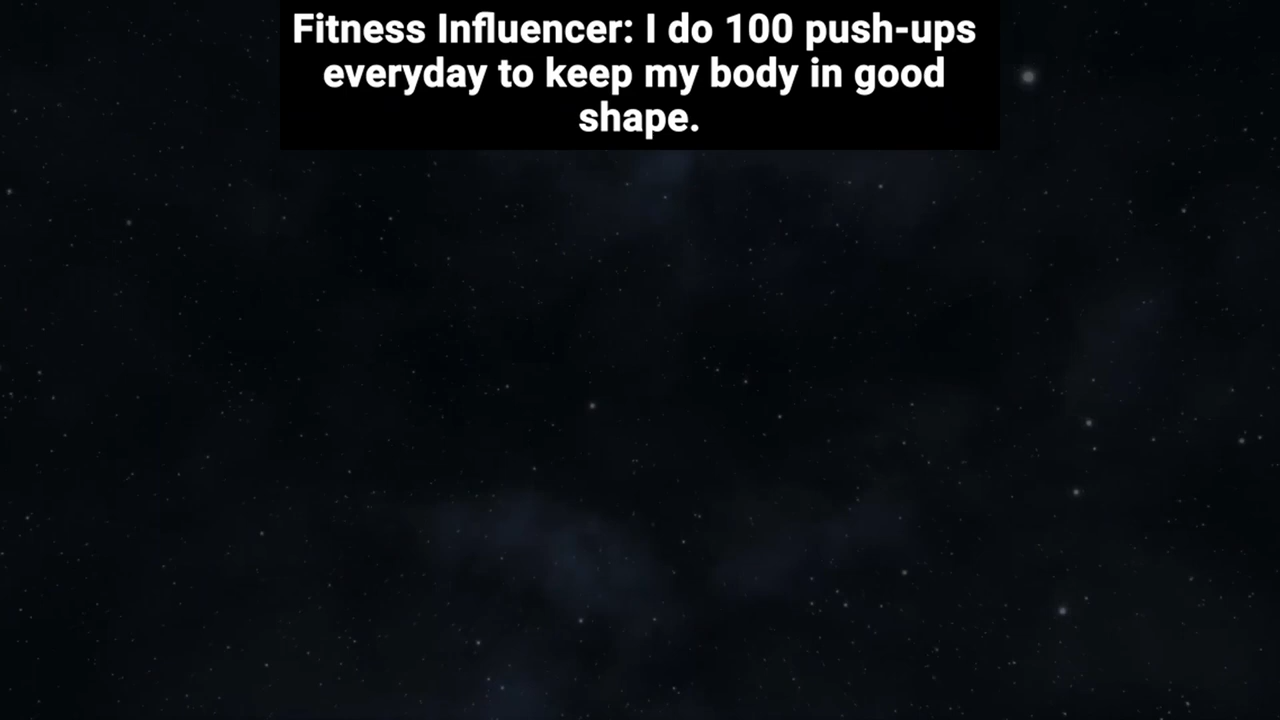 Fitness Influencer: I do 100 push-ups
everyday to keep my body in good
shape.